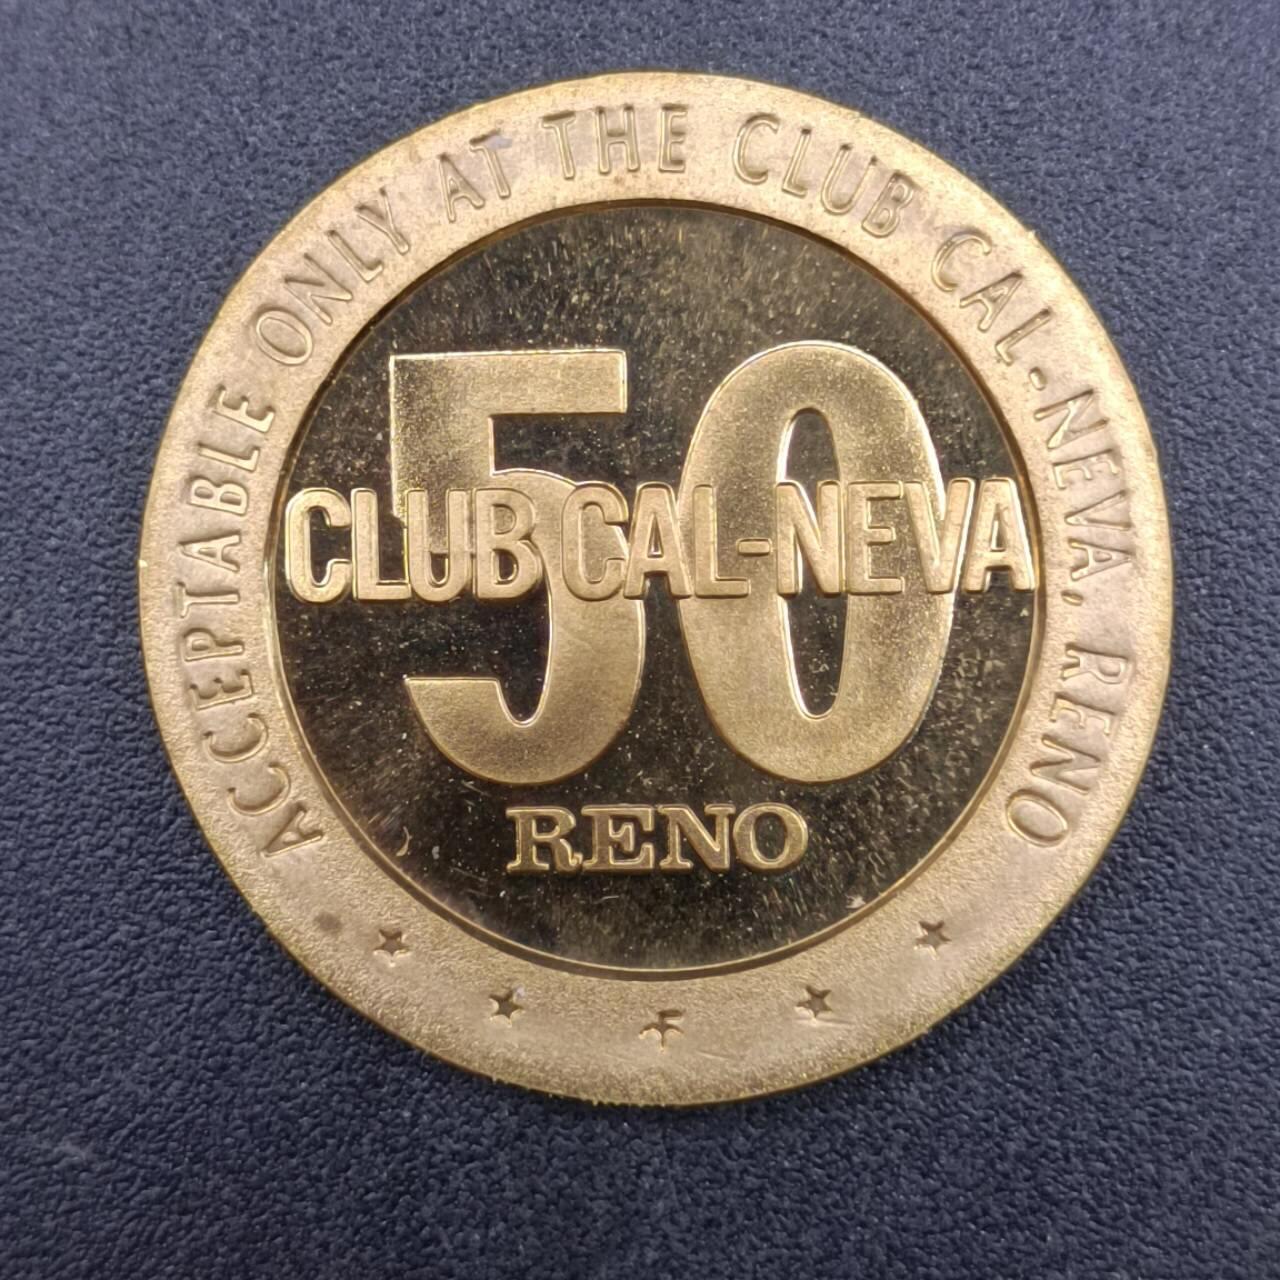 ACCEPTABLE ONLY AT THE CLUB CAL-NEVA, RENO
50
CLUB CAL-NEVA
RENO
F